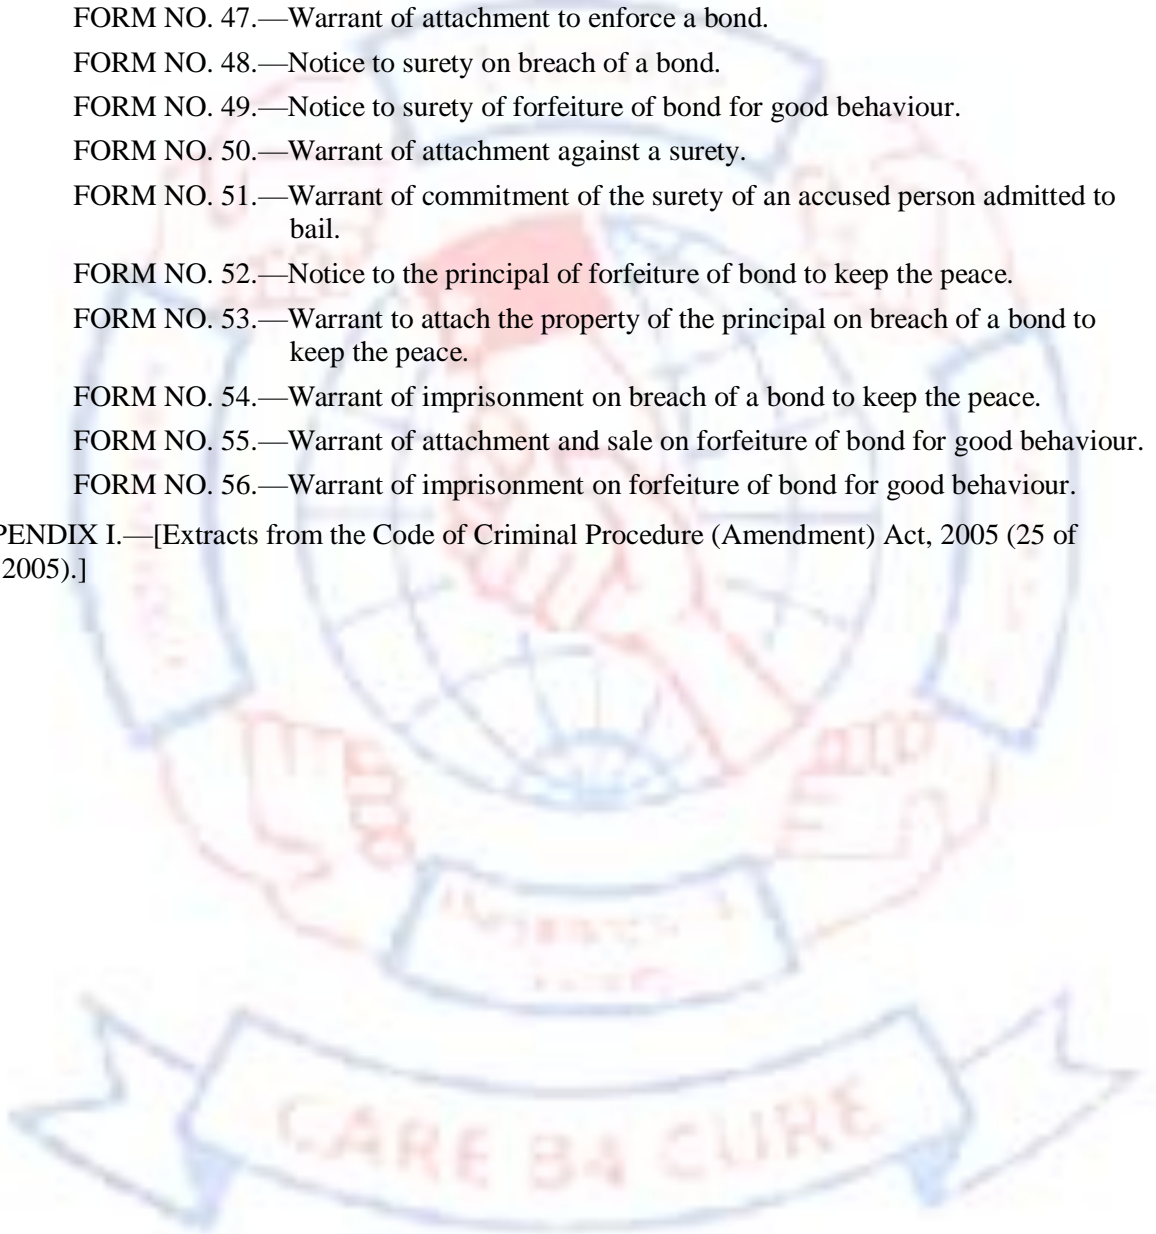 FORM NO. 47.—Warrant of attachment to enforce a bond.
FORM NO. 48.—Notice to surety on breach of a bond.
FORM NO. 49.—Notice to surety of forfeiture of bond for good behaviour.
FORM NO. 50.—Warrant of attachment against a surety.
FORM NO. 51.—Warrant of commitment of the surety of an accused person admitted to
bail.
FORM NO. 52.—Notice to the principal of forfeiture of bond to keep the peace.
FORM NO. 53.—Warrant to attach the property of the principal on breach of a bond to
keep the peace.
FORM NO. 54.—Warrant of imprisonment on breach of a bond to keep the peace.
FORM NO. 55.—Warrant of attachment and sale on forfeiture of bond for good behaviour.
FORM NO. 56.—Warrant of imprisonment on forfeiture of bond for good behaviour.
PENDIX I.—[Extracts from the Code of Criminal Procedure (Amendment) Act, 2005 (25 of
2005).]
CARE B4 CURE